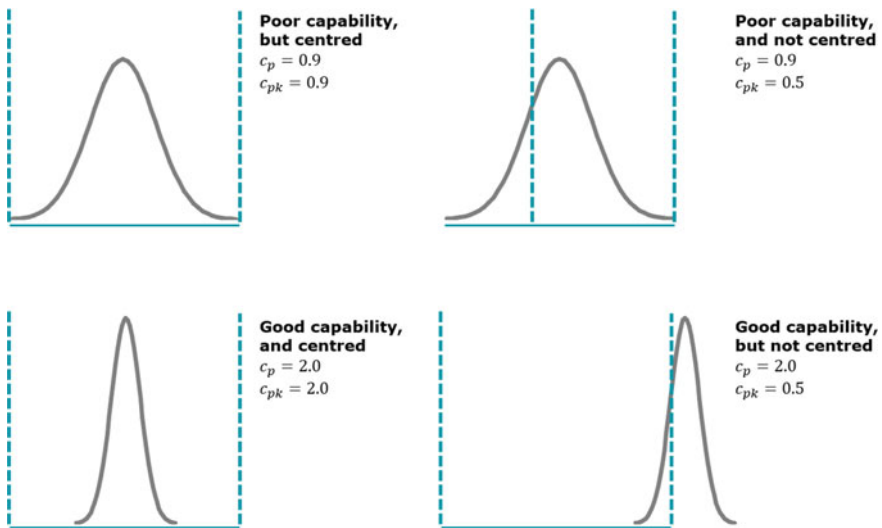 Poor capability,
but centred
c_p = 0.9
c_pk = 0.9
Poor capability,
and not centred
c_p = 0.9
c_pk = 0.5
Good capability,
and centred
c_p = 2.0
c_pk = 2.0
Good capability,
but not centred
c_p = 2.0
c_pk = 0.5